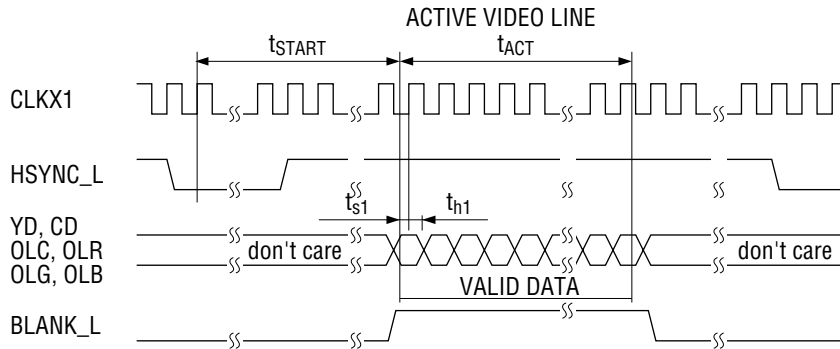 ACTIVE VIDEO LINE
tSTART
tACT
CLKX1
HSYNC_L
ts1
th1
YD, CD
OLC, OLR
OLG, OLB
don't care
don't care
VALID DATA
BLANK_L